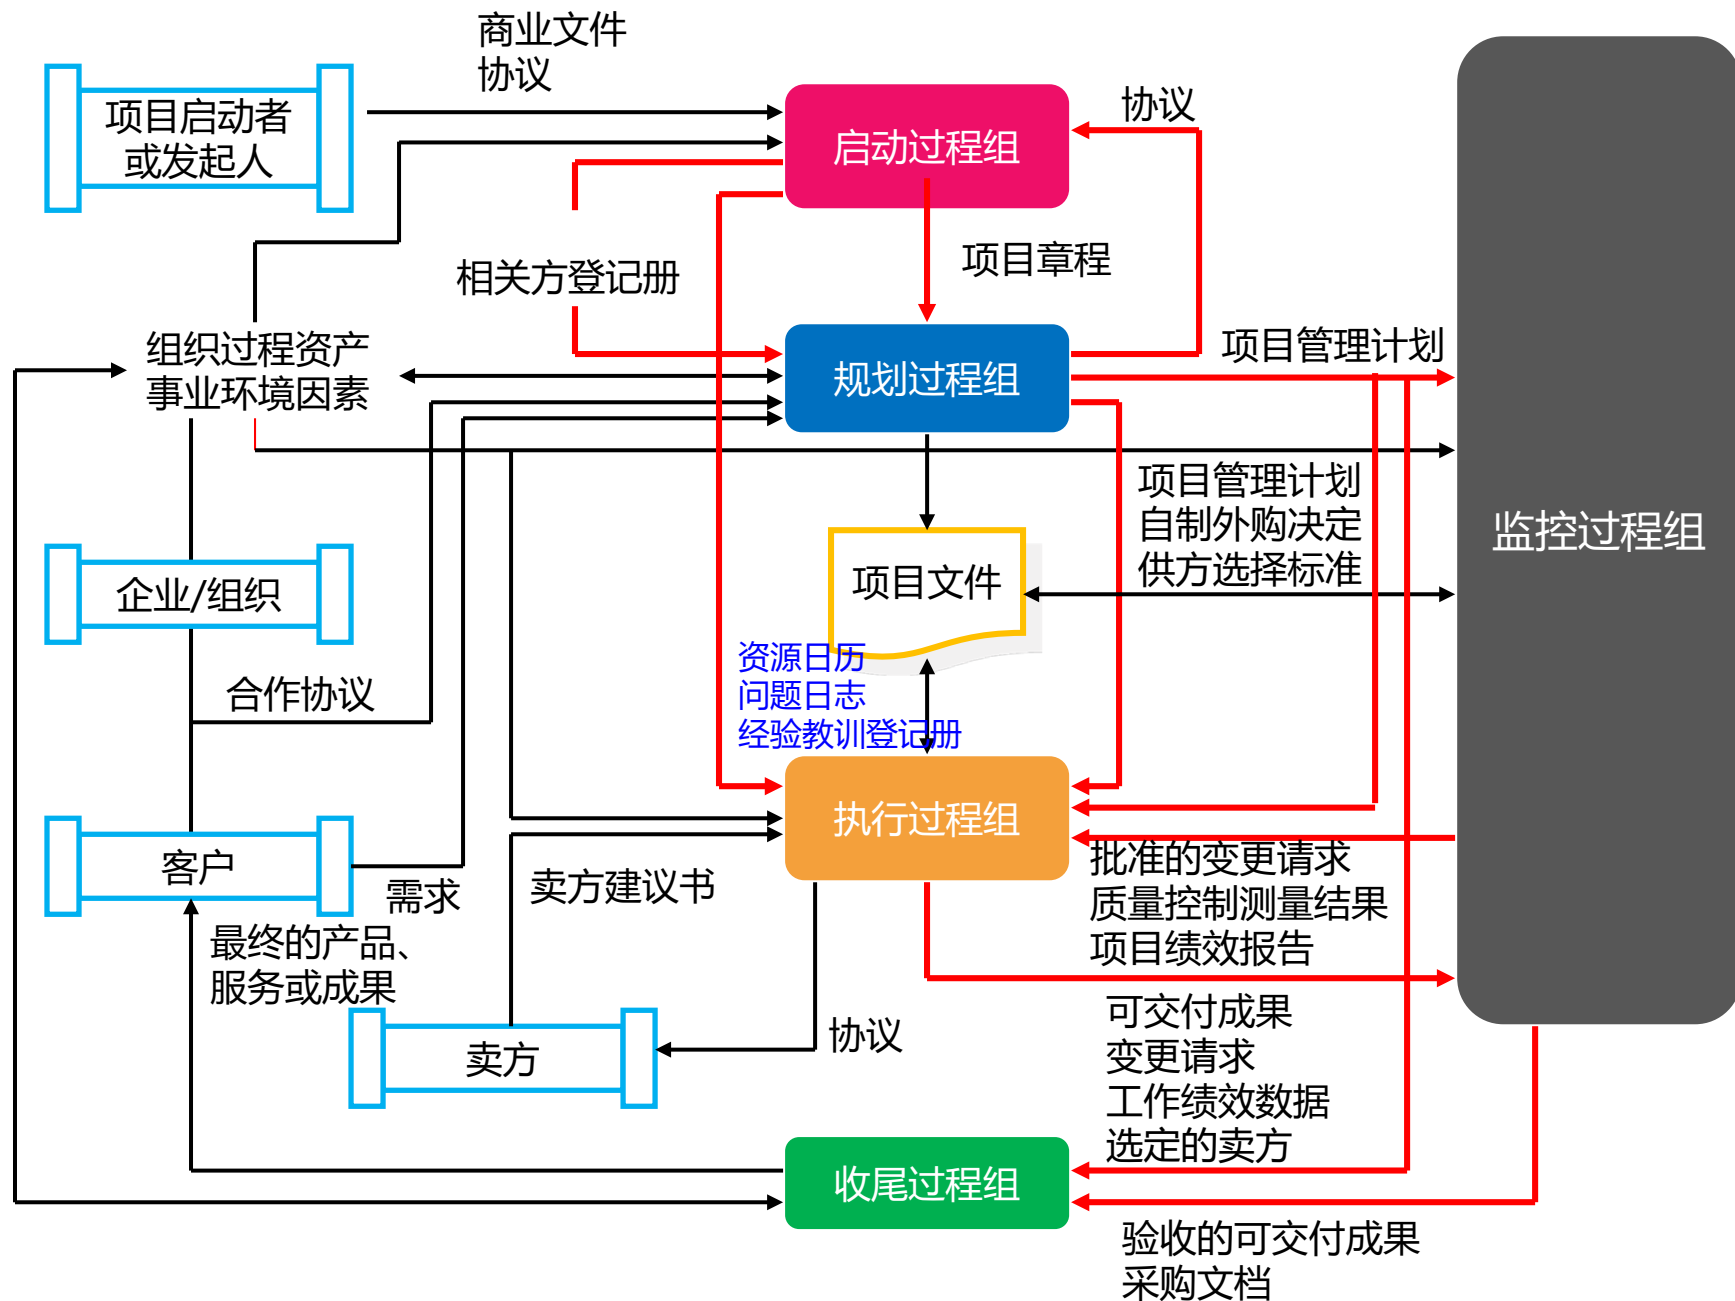 商业文件
协议
项目启动者
或发起人
启动过程组
协议
项目章程
相关方登记册
组织过程资产
事业环境因素
规划过程组
项目管理计划
项目管理计划
自制外购决定
供方选择标准
监控过程组
企业/组织
项目文件
资源日历
问题日志
经验教训登记册
合作协议
执行过程组
客户
需求
卖方建议书
批准的变更请求
质量控制测量结果
项目绩效报告
最终的产品、
服务或成果
卖方
协议
可交付成果
变更请求
工作绩效数据
选定的卖方
收尾过程组
验收的可交付成果
采购文档